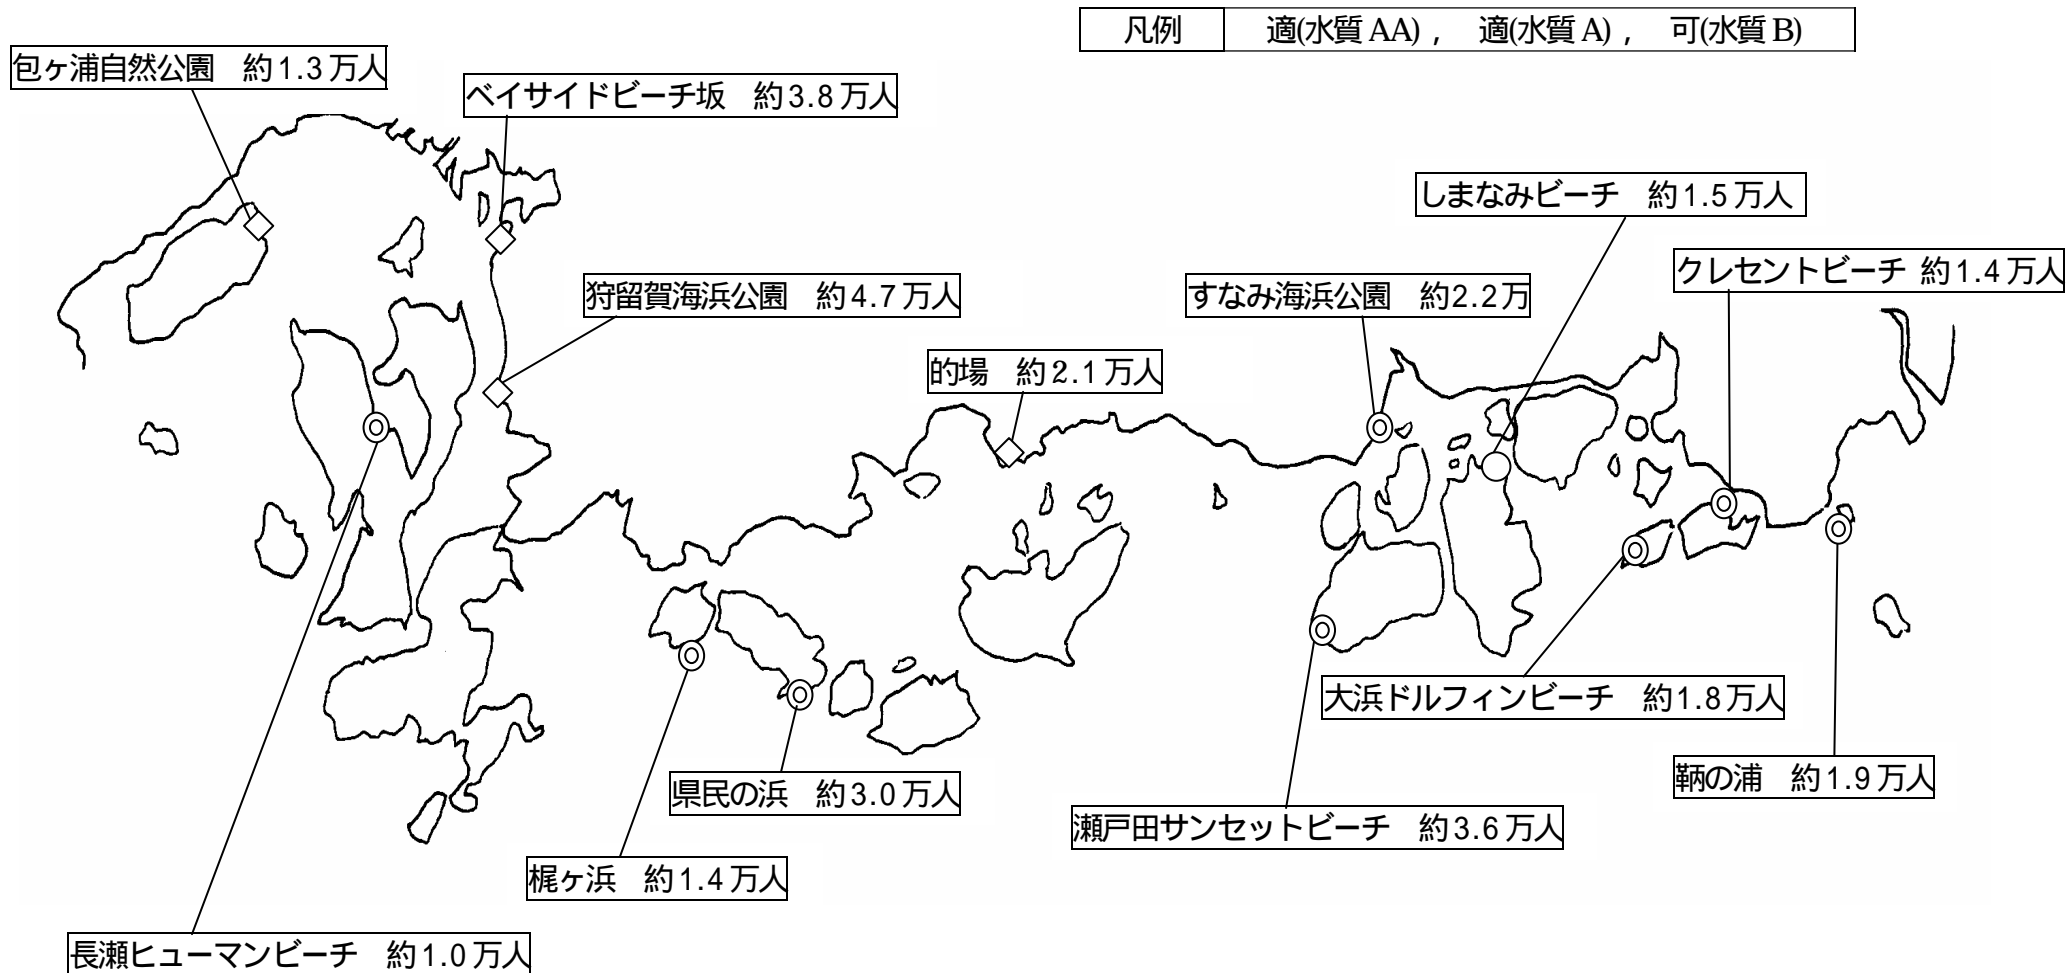 凡例 適(水質AA), 適(水質A), 可(水質B)
包ヶ浦自然公園 約1.3万人
ベイサイドビーチ坂 約3.8万人
しまなみビーチ 約1.5万人
クレセントビーチ 約1.4万人
狩留賀海浜公園 約4.7万人
すなみ海浜公園 約2.2万
的場 約2.1万人
大浜ドルフィンビーチ 約1.8万人
鞆の浦 約1.9万人
県民の浜 約3.0万人
瀬戸田サンセットビーチ 約3.6万人
梶ヶ浜 約1.4万人
長瀬ヒューマンビーチ 約1.0万人